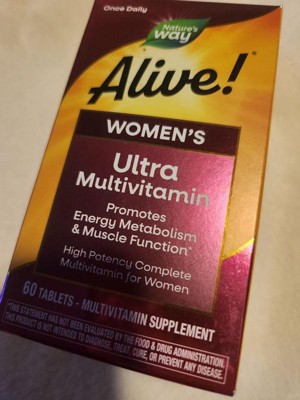 Once Daily
Nature's
way
Alive!
WOMEN'S
Ultra
Multivitamin
Promotes
Energy Metabolism
& Muscle Function*
High Potency Complete
Multivitamin for Women
60 TABLETS - MULTIVITAMIN SUPPLEMENT
*THIS STATEMENT HAS NOT BEEN EVALUATED BY THE FOOD & DRUG ADMINISTRATION.
THIS PRODUCT IS NOT INTENDED TO DIAGNOSE, TREAT, CURE, OR PREVENT ANY DISEASE.